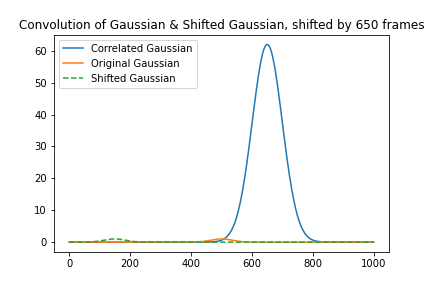 Convolution of Gaussian & Shifted Gaussian, shifted by 650 frames
Correlated Gaussian
Original Gaussian
Shifted Gaussian
60
50
40
30
20
10
0
0 200 400 600 800 1000